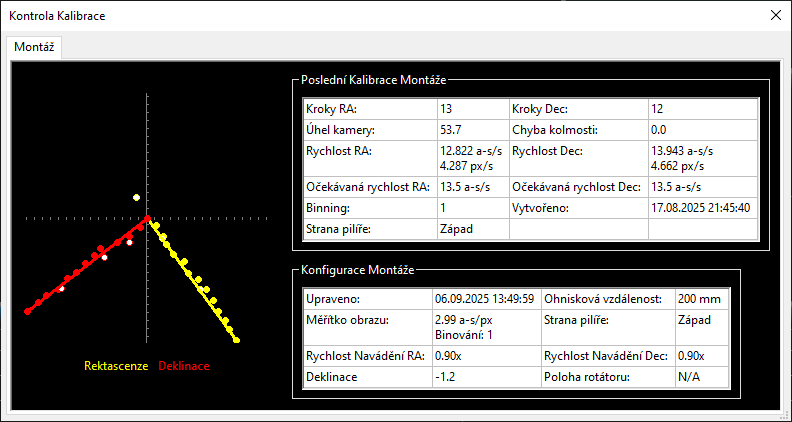 Kontrola Kalibrace
Montáž
Poslední Kalibrace Montáže
Kroky RA: 13 Kroky Dec: 12
Úhel kamery: 53.7 Chyba kolmosti: 0.0
Rychlost RA: 12.822 a-s/s Rychlost Dec: 13.943 a-s/s
4.287 px/s 4.662 px/s
Očekávaná rychlost RA: 13.5 a-s/s Očekávaná rychlost Dec: 13.5 a-s/s
Binning: 1 Vytvořeno: 17.08.2025 21:45:40
Strana pilíře: Západ
Konfigurace Montáže
Upraveno: 06.09.2025 13:49:59 Ohnisková vzdálenost: 200 mm
Měřítko obrazu: 2.99 a-s/px Strana pilíře: Západ
Binování: 1
Rychlost Navádění RA: 0.90x Rychlost Navádění Dec: 0.90x
Deklinace -1.2 Poloha rotátoru: N/A
Rektascenze Deklinace